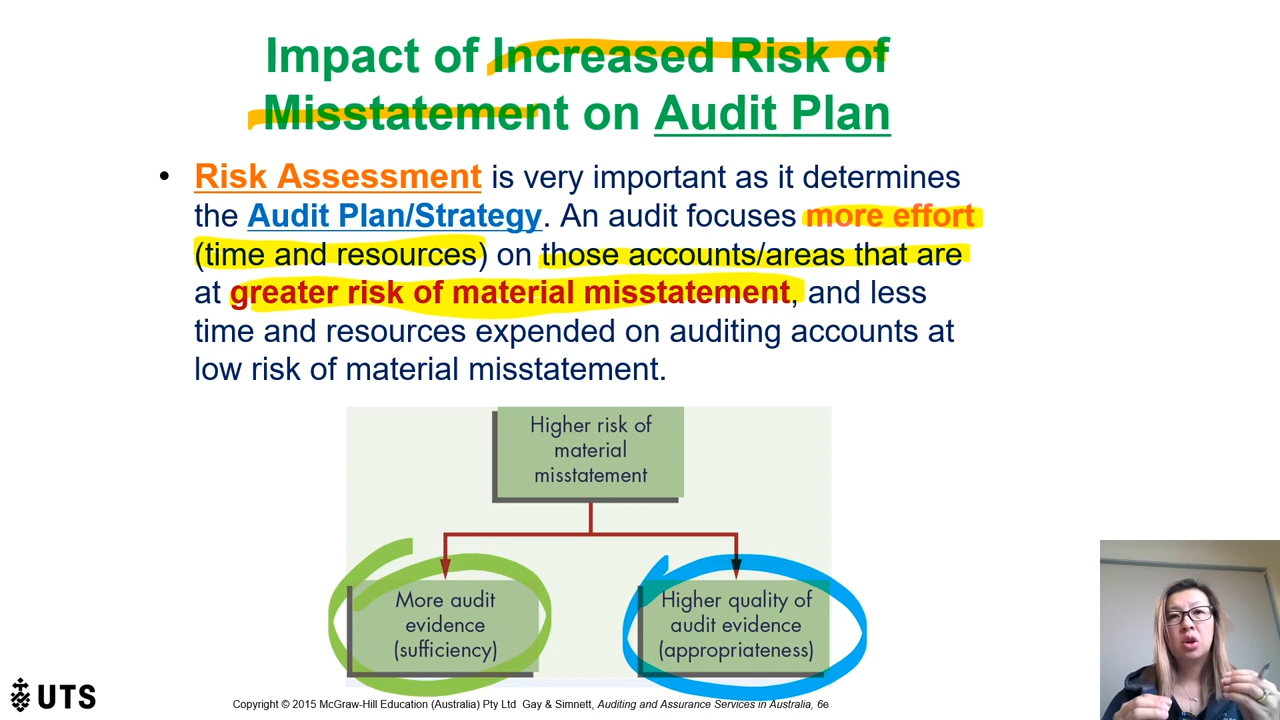 Impact of Increased Risk of
Misstatement on Audit Plan
• Risk Assessment is very important as it determines
the Audit Plan/Strategy. An audit focuses more effort
(time and resources) on those accounts/areas that are
at greater risk of material misstatement, and less
time and resources expended on auditing accounts at
low risk of material misstatement.
Higher risk of
material
misstatement
More audit
evidence
(sufficiency)
Higher quality of
audit evidence
(appropriateness)
UTS
Copyright © 2015 McGraw-Hill Education (Australia) Pty Ltd Gay & Simnett, Auditing and Assurance Services in Australia, 6e